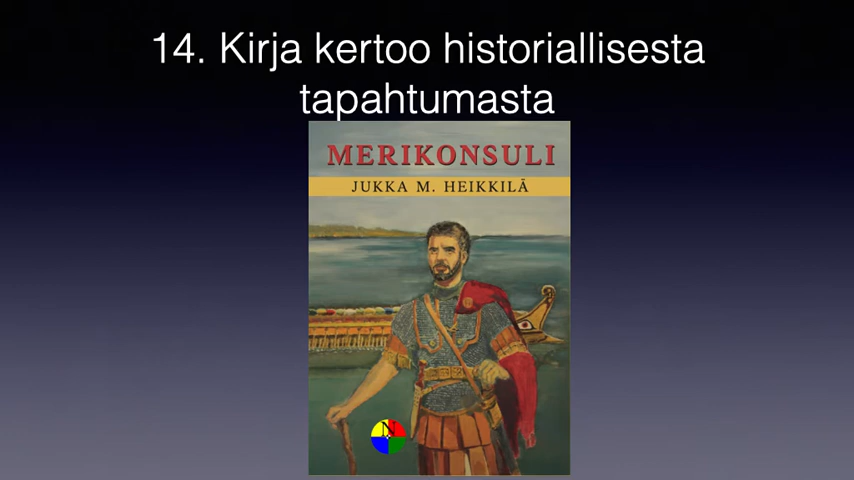 14. Kirja kertoo historiallisesta
tapahtumasta
MERIKONSULI
JUKKA M. HEIKKILÄ
N